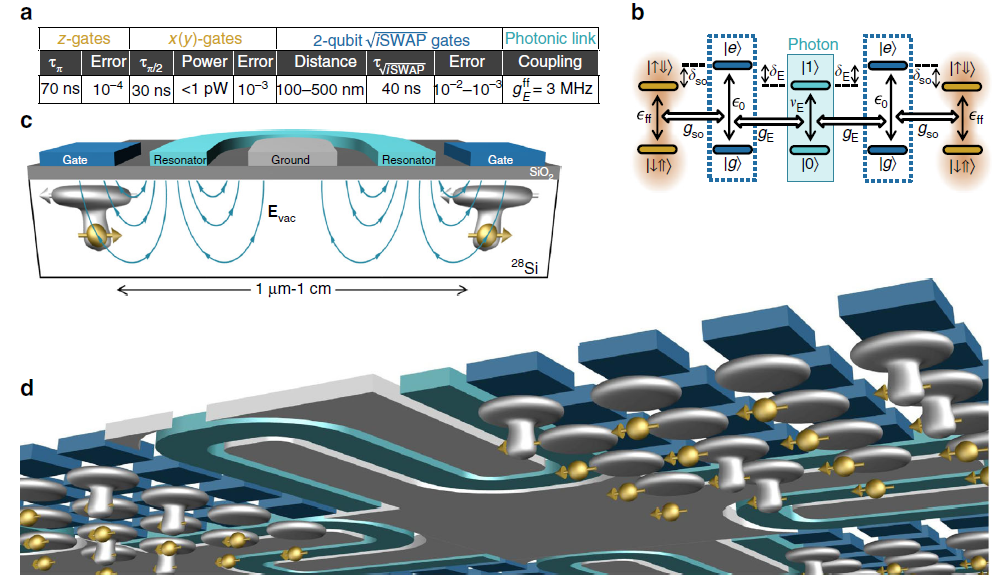 a
z-gates x(y)-gates 2-qubit √iSWAP gates Photonic link
τπ Error τπ/2 Power Error Distance τ√iSWAP Error Coupling
70 ns 10⁻⁴ 30 ns <1 pW 10⁻³ 100–500 nm 40 ns 10⁻²–10⁻³ g_E^ff = 3 MHz
b
Photon
|e⟩ |e⟩
|↑⇓⟩ δso δE |1⟩ δE δso |↑⇓⟩
ϵff ϵ0 νE ϵ0 ϵff
gso gE gE gso
|↓⇑⟩ |g⟩ |0⟩ |g⟩ |↓⇑⟩
c
Gate Resonator Ground Resonator Gate
SiO₂
Evac
²⁸Si
1 μm-1 cm
d